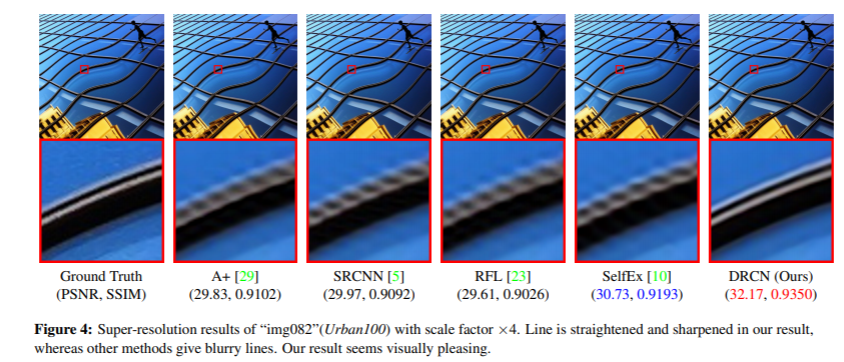 Ground Truth
(PSNR, SSIM)
A+ [29]
(29.83, 0.9102)
SRCNN [5]
(29.97, 0.9092)
RFL [23]
(29.61, 0.9026)
SelfEx [10]
(30.73, 0.9193)
DRCN (Ours)
(32.17, 0.9350)
Figure 4: Super-resolution results of “img082”(Urban100) with scale factor ×4. Line is straightened and sharpened in our result,
whereas other methods give blurry lines. Our result seems visually pleasing.